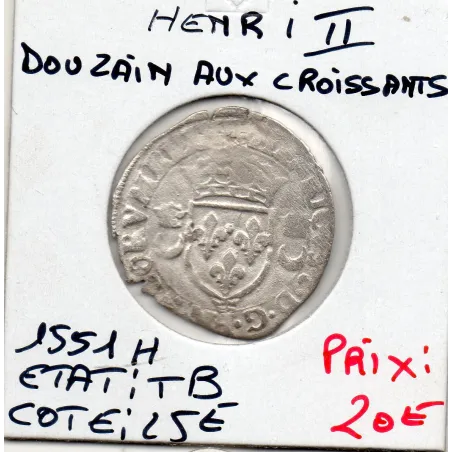 HENRi II
DOUZAiN AUX CROiSSANTS
1551 H
ETAT: TB
COTE: 25€
PRiX:
20€